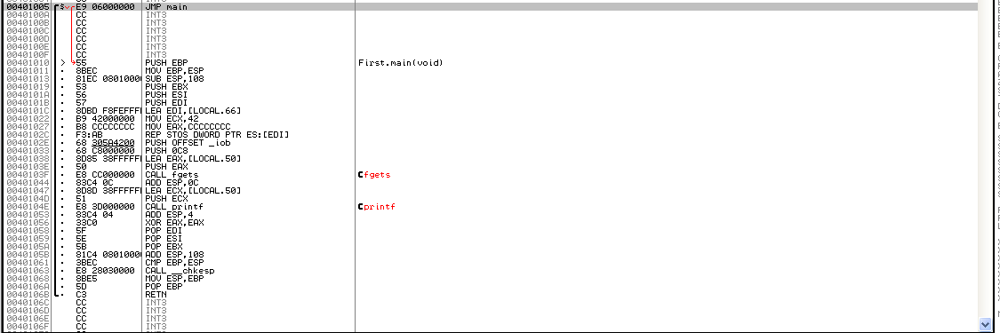 00401005 $ E9 06000000 JMP main
0040100A CC INT3
0040100B CC INT3
0040100C CC INT3
0040100D CC INT3
0040100E CC INT3
0040100F CC INT3
00401010 > 55 PUSH EBP First.main(void)
00401011 . 8BEC MOV EBP,ESP
00401013 . 81EC 0801000 SUB ESP,108
00401019 . 53 PUSH EBX
0040101A . 56 PUSH ESI
0040101B . 57 PUSH EDI
0040101C . 8DBD F8FEFFFF LEA EDI,[LOCAL.66]
00401022 . B9 42000000 MOV ECX,42
00401027 . B8 CCCCCCCC MOV EAX,CCCCCCCC
0040102C . F3:AB REP STOS DWORD PTR ES:[EDI]
0040102E . 68 305A4200 PUSH OFFSET _iob
00401033 . 68 C8000000 PUSH 0C8
00401038 . 8D85 38FFFFF LEA EAX,[LOCAL.50]
0040103E . 50 PUSH EAX
0040103F . E8 CC000000 CALL fgets fgets
00401044 . 83C4 0C ADD ESP,0C
00401047 . 8D8D 38FFFFF LEA ECX,[LOCAL.50]
0040104D . 51 PUSH ECX
0040104E . E8 3D000000 CALL printf printf
00401053 . 83C4 04 ADD ESP,4
00401056 . 33C0 XOR EAX,EAX
00401058 . 5F POP EDI
00401059 . 5E POP ESI
0040105A . 5B POP EBX
0040105B . 81C4 0801000 ADD ESP,108
00401061 . 3BEC CMP EBP,ESP
00401063 . E8 28030000 CALL __chkesp
00401068 . 8BE5 MOV ESP,EBP
0040106A . 5D POP EBP
0040106B . C3 RETN
0040106C CC INT3
0040106D CC INT3
0040106E CC INT3
0040106F CC INT3